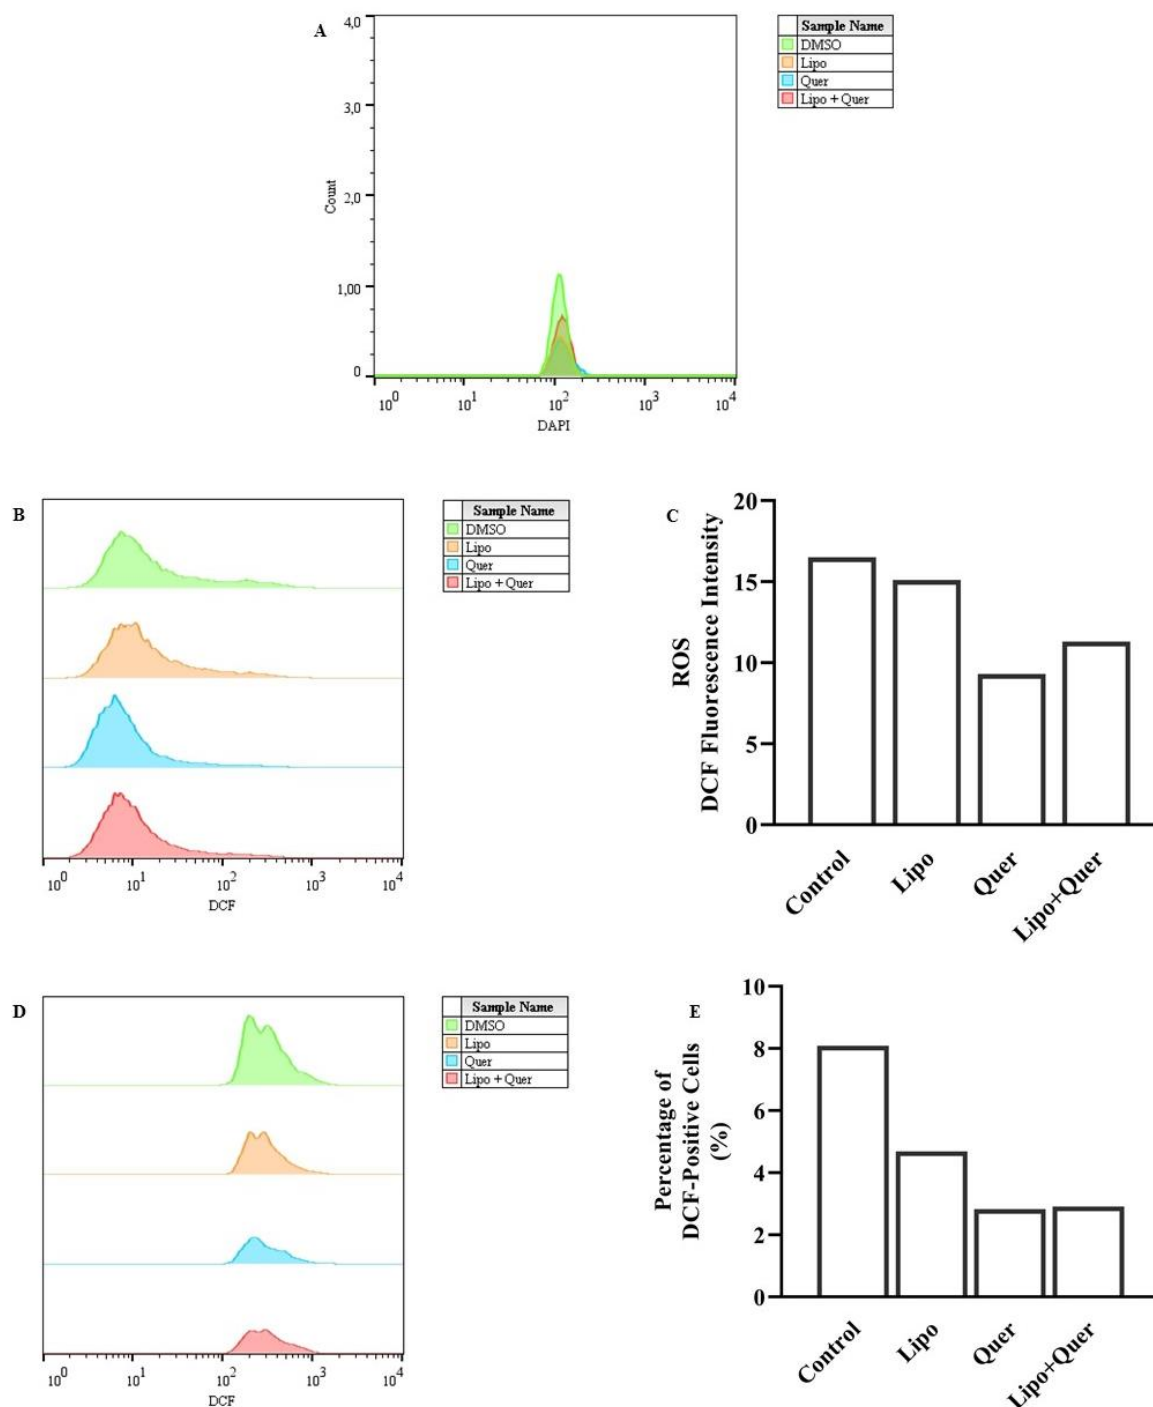 A
4,0
3,0
2,0
1,00
0
Count
10^0 10^1 10^2 10^3 10^4
DAPI
Sample Name
DMSO
Lipo
Quer
Lipo + Quer
B
10^0 10^1 10^2 10^3 10^4
DCF
Sample Name
DMSO
Lipo
Quer
Lipo + Quer
C
ROS
DCF Fluorescence Intensity
20
15
10
5
0
Control Lipo Quer Lipo+Quer
D
10^0 10^1 10^2 10^3 10^4
DCF
Sample Name
DMSO
Lipo
Quer
Lipo + Quer
E
Percentage of
DCF-Positive Cells
(%)
10
8
6
4
2
0
Control Lipo Quer Lipo+Quer